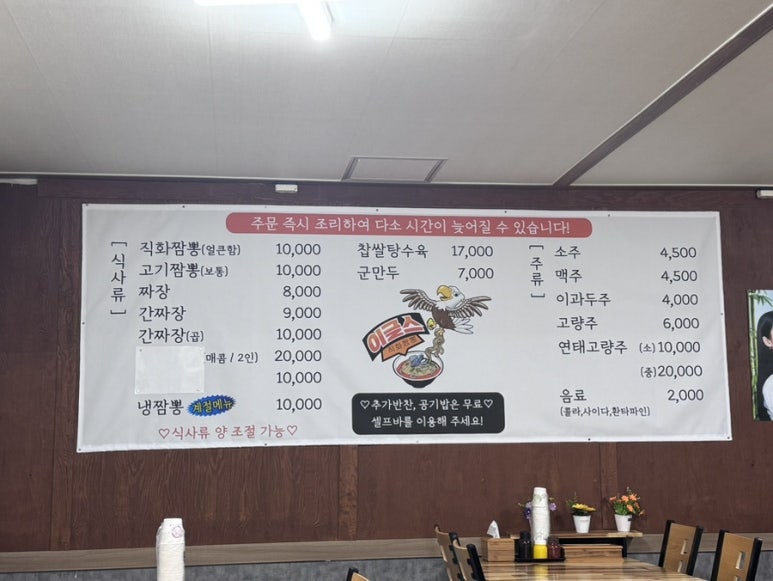 주문 즉시 조리하여 다소 시간이 늦어질 수 있습니다!
[식사류]
직화짬뽕(얼큰함) 10,000
고기짬뽕(보통) 10,000
짜장 8,000
간짜장 9,000
간짜장(곱) 10,000
매콤 / 2인) 20,000
10,000
냉짬뽕 계절메뉴 10,000
♡식사류 양 조절 가능♡
찹쌀탕수육 17,000
군만두 7,000
이글스
직화짬뽕
♡추가반찬, 공기밥은 무료♡
셀프바를 이용해 주세요!
[주류]
소주 4,500
맥주 4,500
이과두주 4,000
고량주 6,000
연태고량주 (소)10,000
(중)20,000
음료 2,000
(콜라,사이다,환타파인)